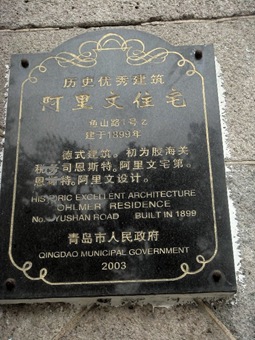 历史优秀建筑
阿里文住宅
鱼山路1号乙
建于1899年
德式建筑。初为胶海关
税务司恩斯特。阿里文宅第。
恩斯特。阿里文设计。
HISTORIC EXCELLENT ARCHITECTURE
OHLMER RESIDENCE
YUSHAN ROAD BUILT IN 1899
青岛市人民政府
QINGDAO MUNICIPAL GOVERNMENT
2003